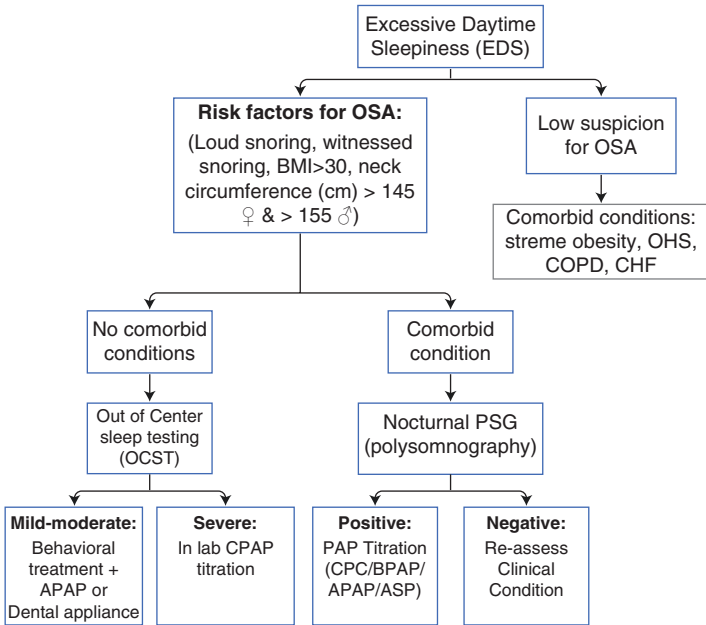 Excessive Daytime
Sleepiness (EDS)
Risk factors for OSA:
(Loud snoring, witnessed
snoring, BMI>30, neck
circumference (cm) > 145
♀ & > 155 ♂)
Low suspicion
for OSA
Comorbid conditions:
streme obesity, OHS,
COPD, CHF
No comorbid
conditions
Comorbid
condition
Out of Center
sleep testing
(OCST)
Nocturnal PSG
(polysomnography)
Mild-moderate:
Behavioral
treatment +
APAP or
Dental appliance
Severe:
In lab CPAP
titration
Positive:
PAP Titration
(CPC/BPAP/
APAP/ASP)
Negative:
Re-assess
Clinical
Condition